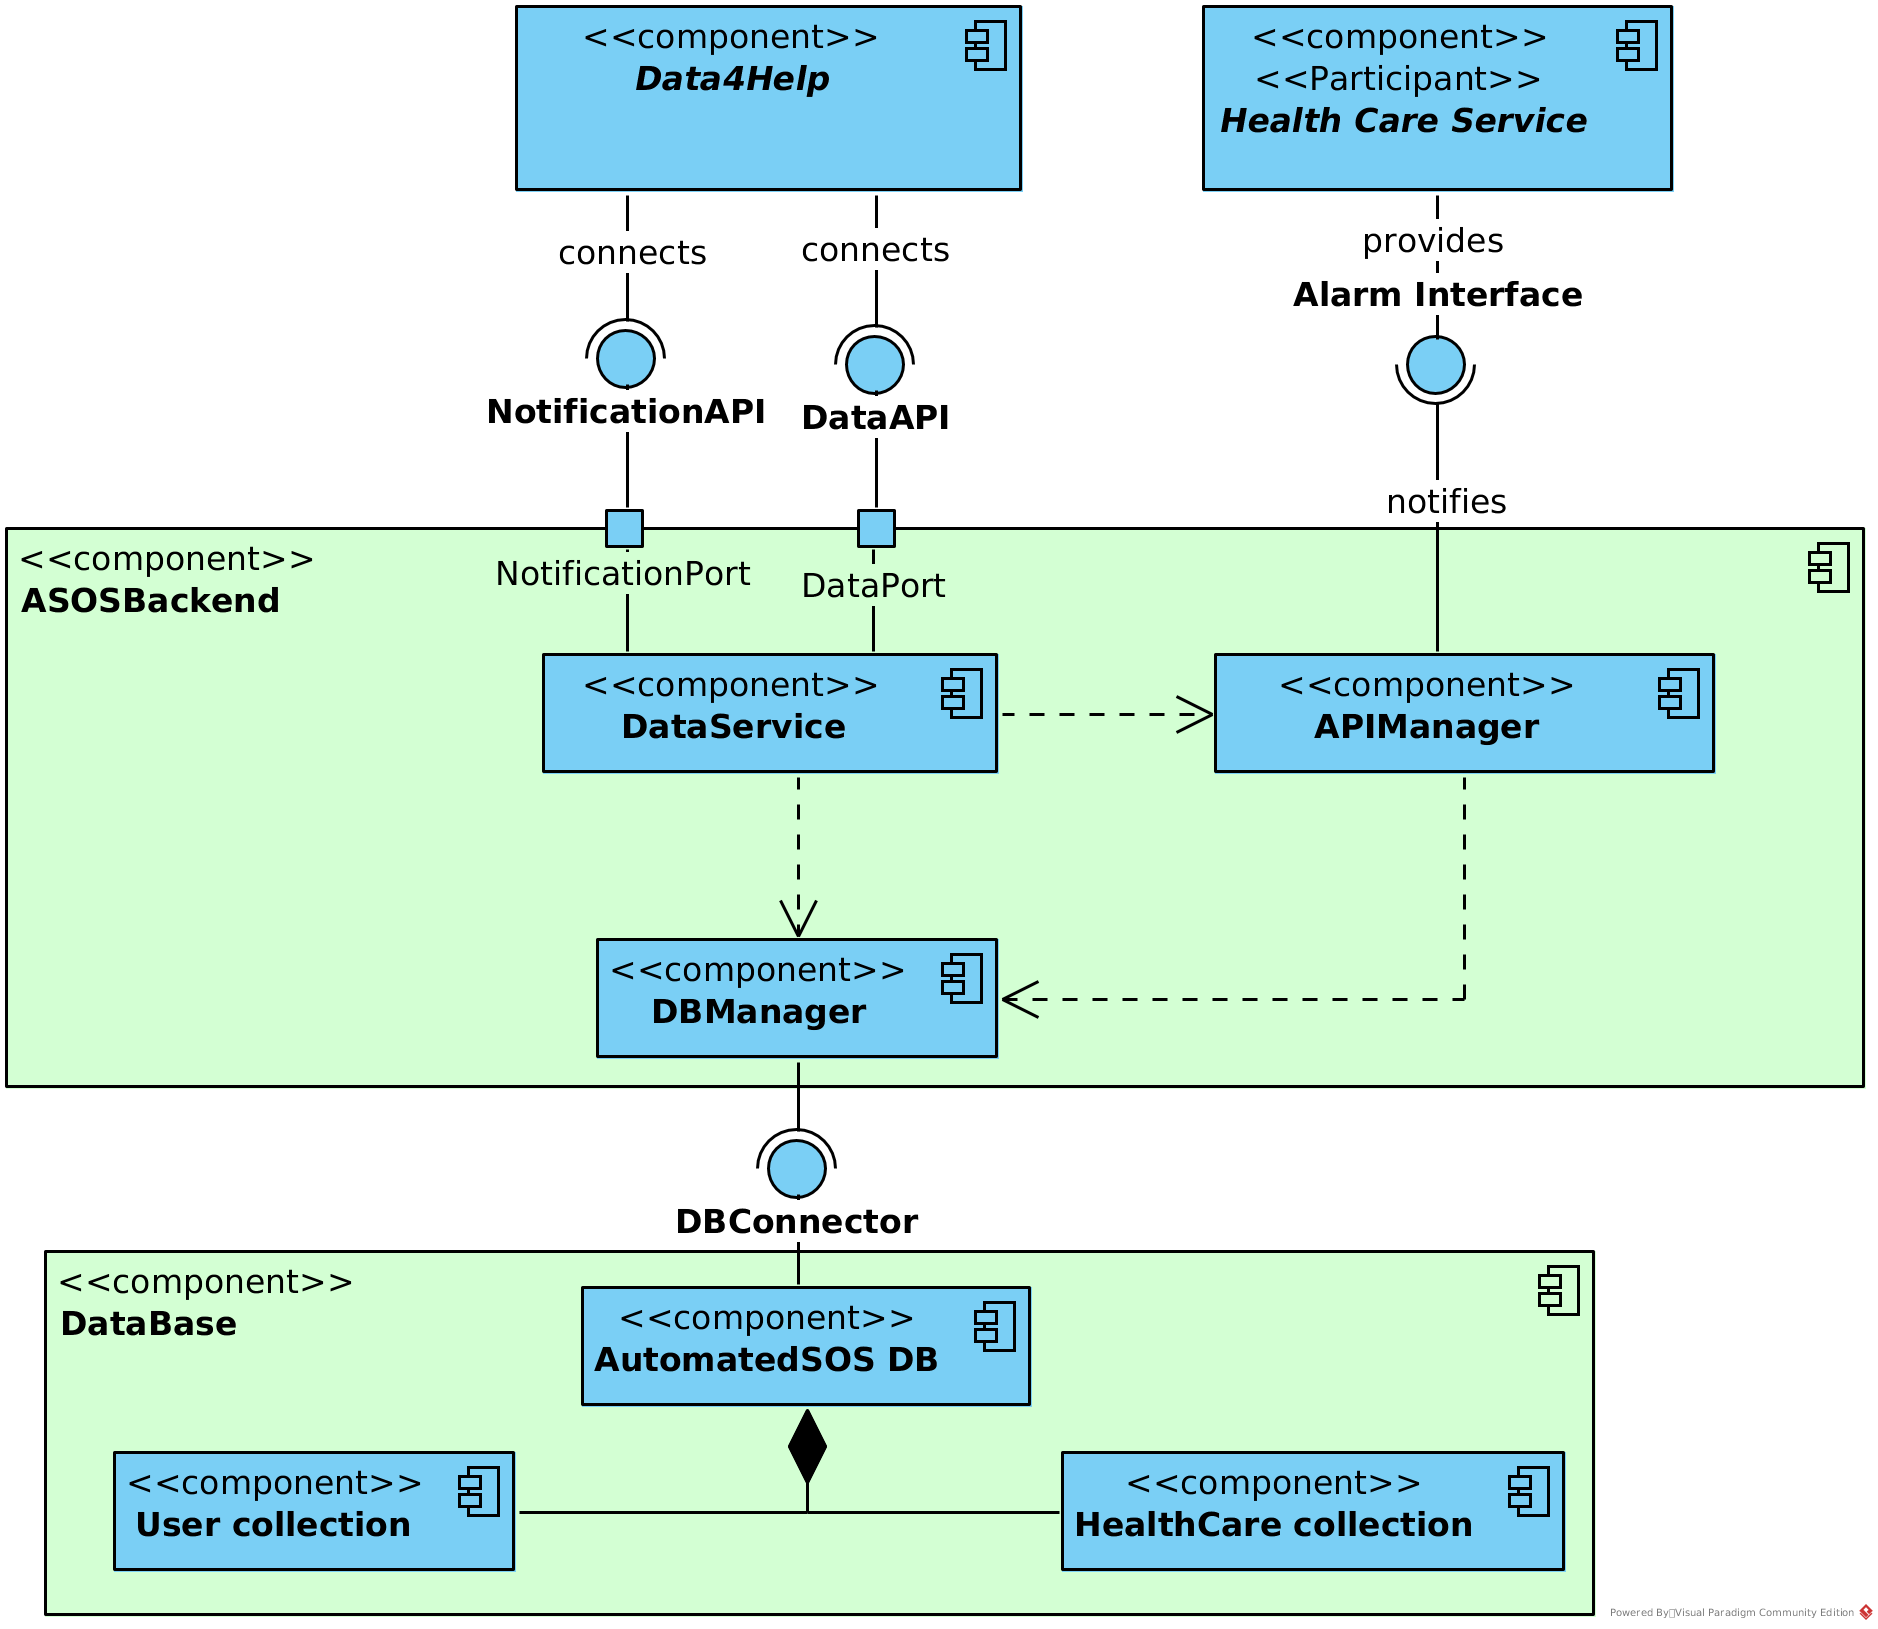 <<component>>
Data4Help
<<component>>
<<Participant>>
Health Care Service
connects
connects
provides
Alarm Interface
NotificationAPI
DataAPI
notifies
<<component>>
ASOSBackend
NotificationPort
DataPort
<<component>>
DataService
<<component>>
APIManager
<<component>>
DBManager
DBConnector
<<component>>
DataBase
<<component>>
AutomatedSOS DB
<<component>>
User collection
<<component>>
HealthCare collection
Powered By Visual Paradigm Community Edition